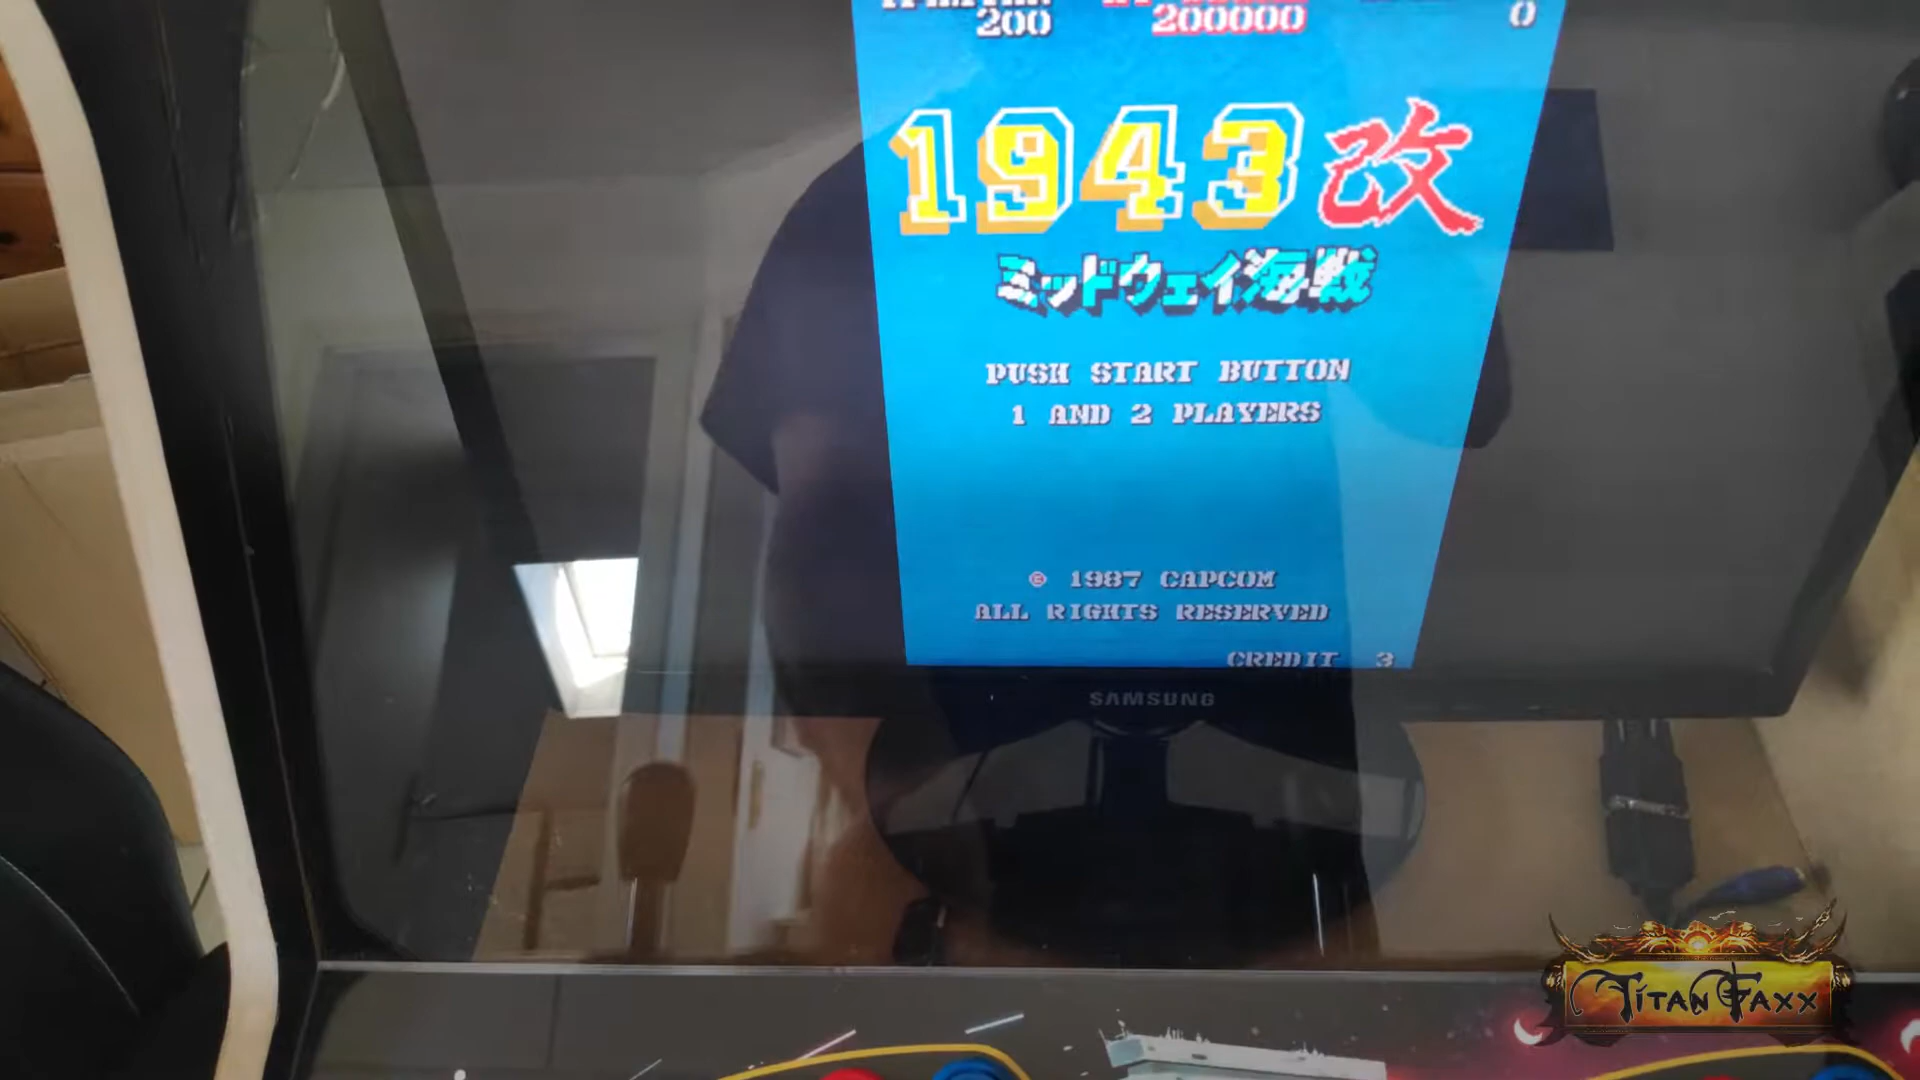 200 200000 0
1943改
ミッドウェイ海戦
PUSH START BUTTON
1 AND 2 PLAYERS
© 1987 CAPCOM
ALL RIGHTS RESERVED
CREDIT 3
SAMSUNG
TITAN FAXX